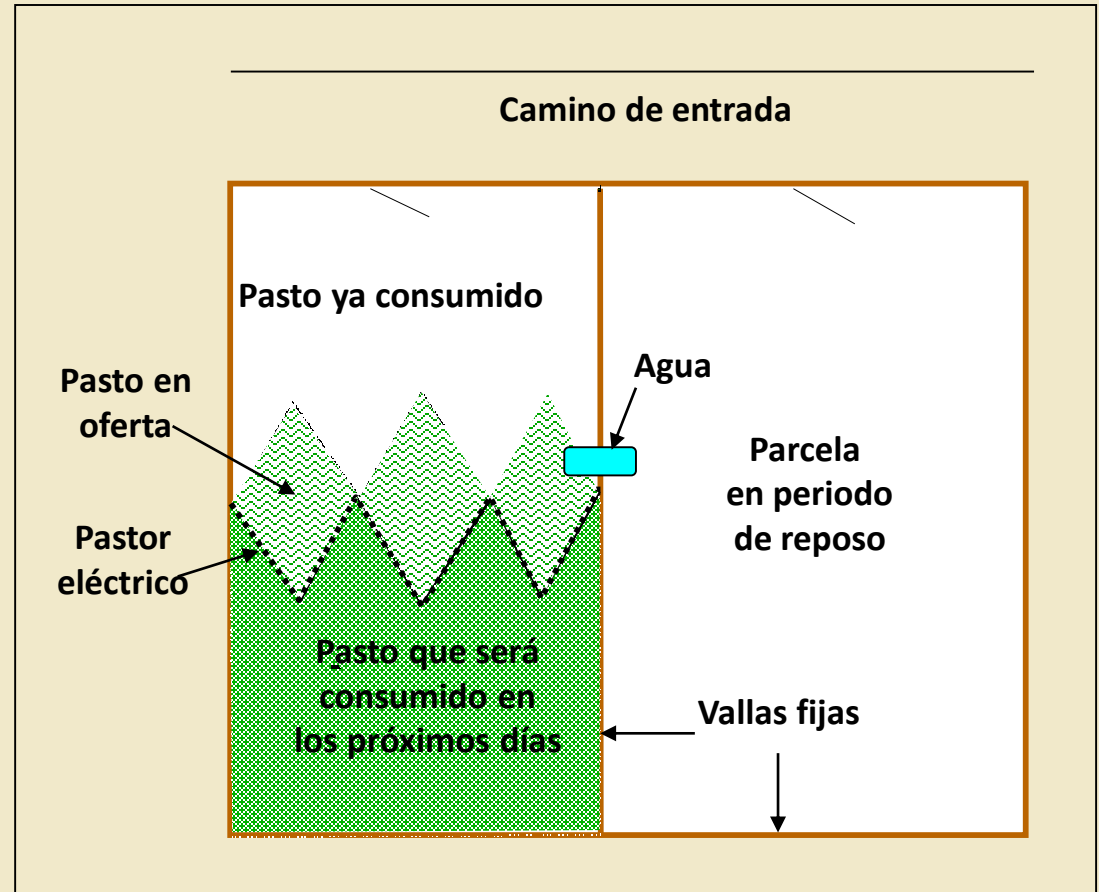 Camino de entrada
Pasto ya consumido
Pasto en
oferta
Agua
Parcela
en periodo
de reposo
Pastor
eléctrico
Pasto que será
consumido en
los próximos días
Vallas fijas